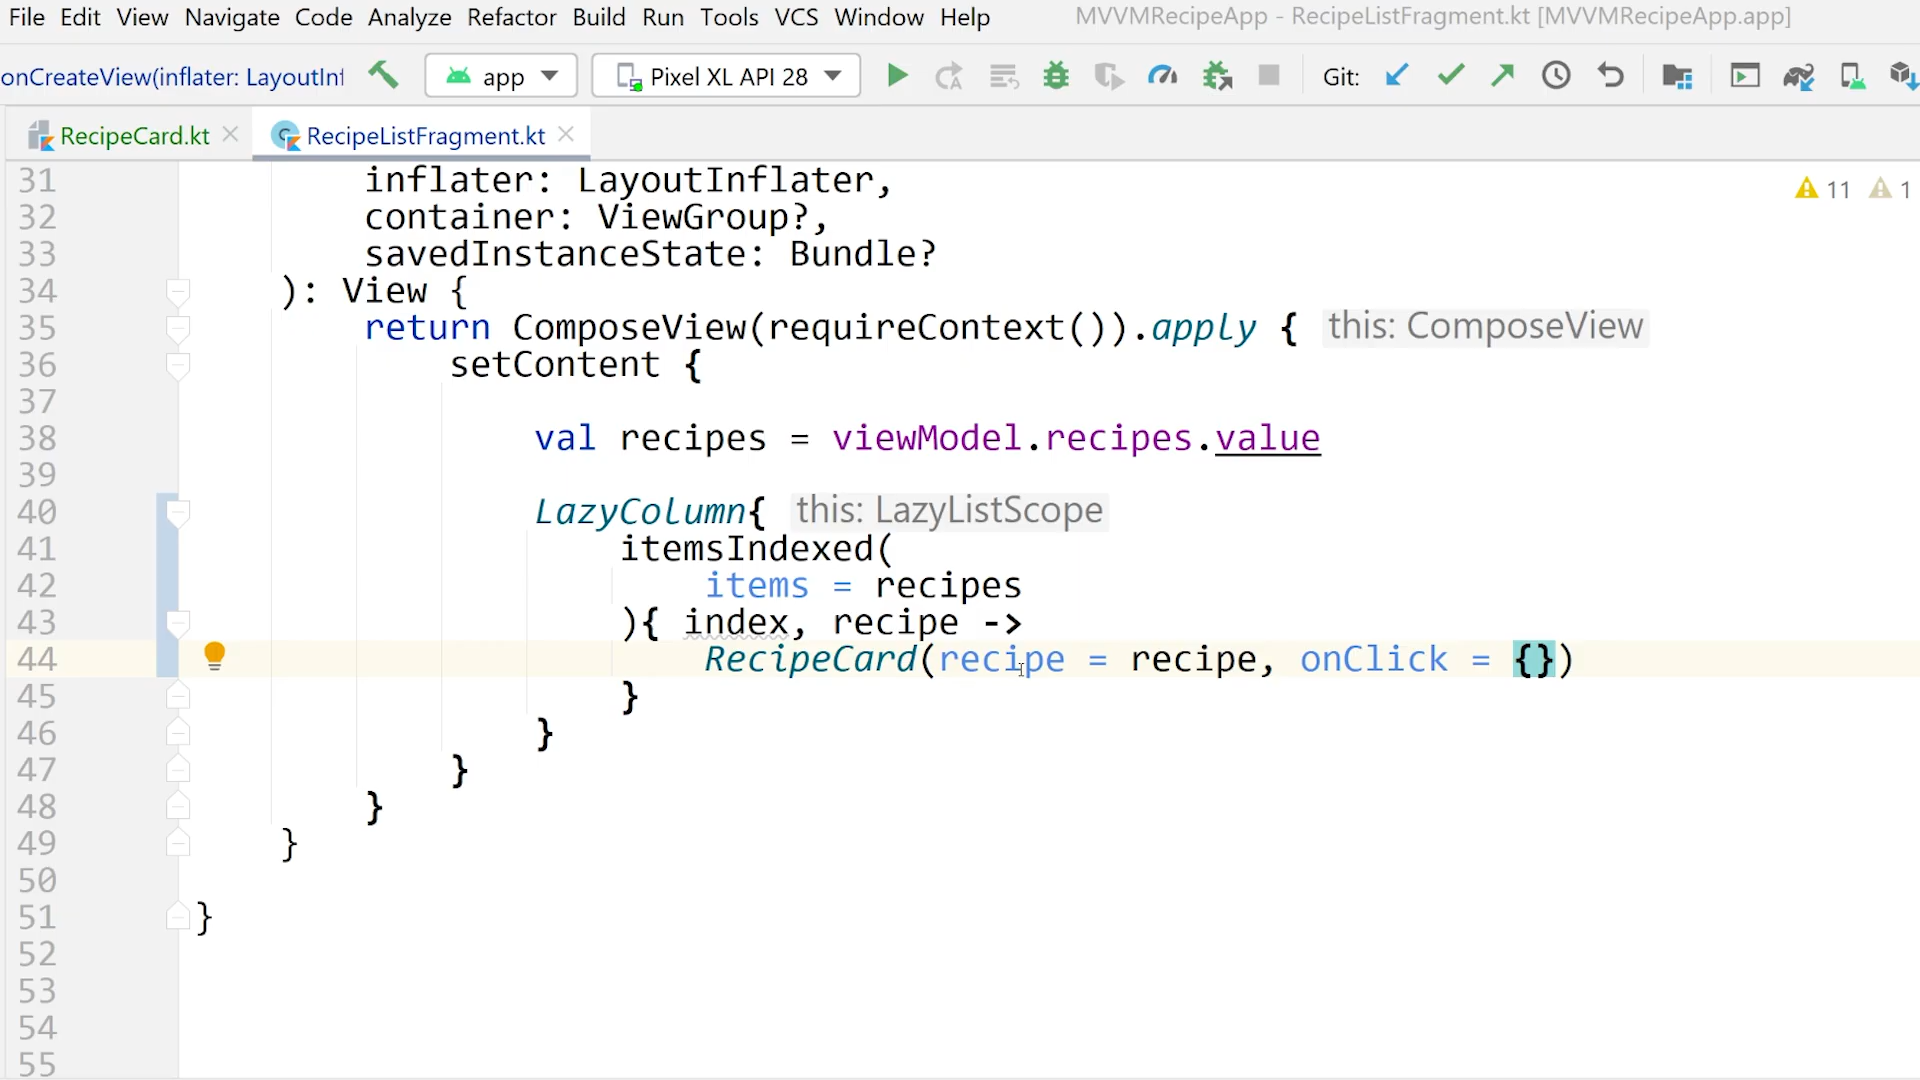 File Edit View Navigate Code Analyze Refactor Build Run Tools VCS Window Help MVVMRecipeApp - RecipeListFragment.kt [MVVMRecipeApp.app]
onCreateView(inflater: LayoutInf app Pixel XL API 28 Git:
RecipeCard.kt RecipeListFragment.kt
31 inflater: LayoutInflater, 11 1
32 container: ViewGroup?,
33 savedInstanceState: Bundle?
34 ): View {
35 return ComposeView(requireContext()).apply { this: ComposeView
36 setContent {
37
38 val recipes = viewModel.recipes.value
39
40 LazyColumn{ this: LazyListScope
41 itemsIndexed(
42 items = recipes
43 ){ index, recipe ->
44 RecipeCard(recipe = recipe, onClick = {})
45 }
46 }
47 }
48 }
49 }
50
51 }
52
53
54
55